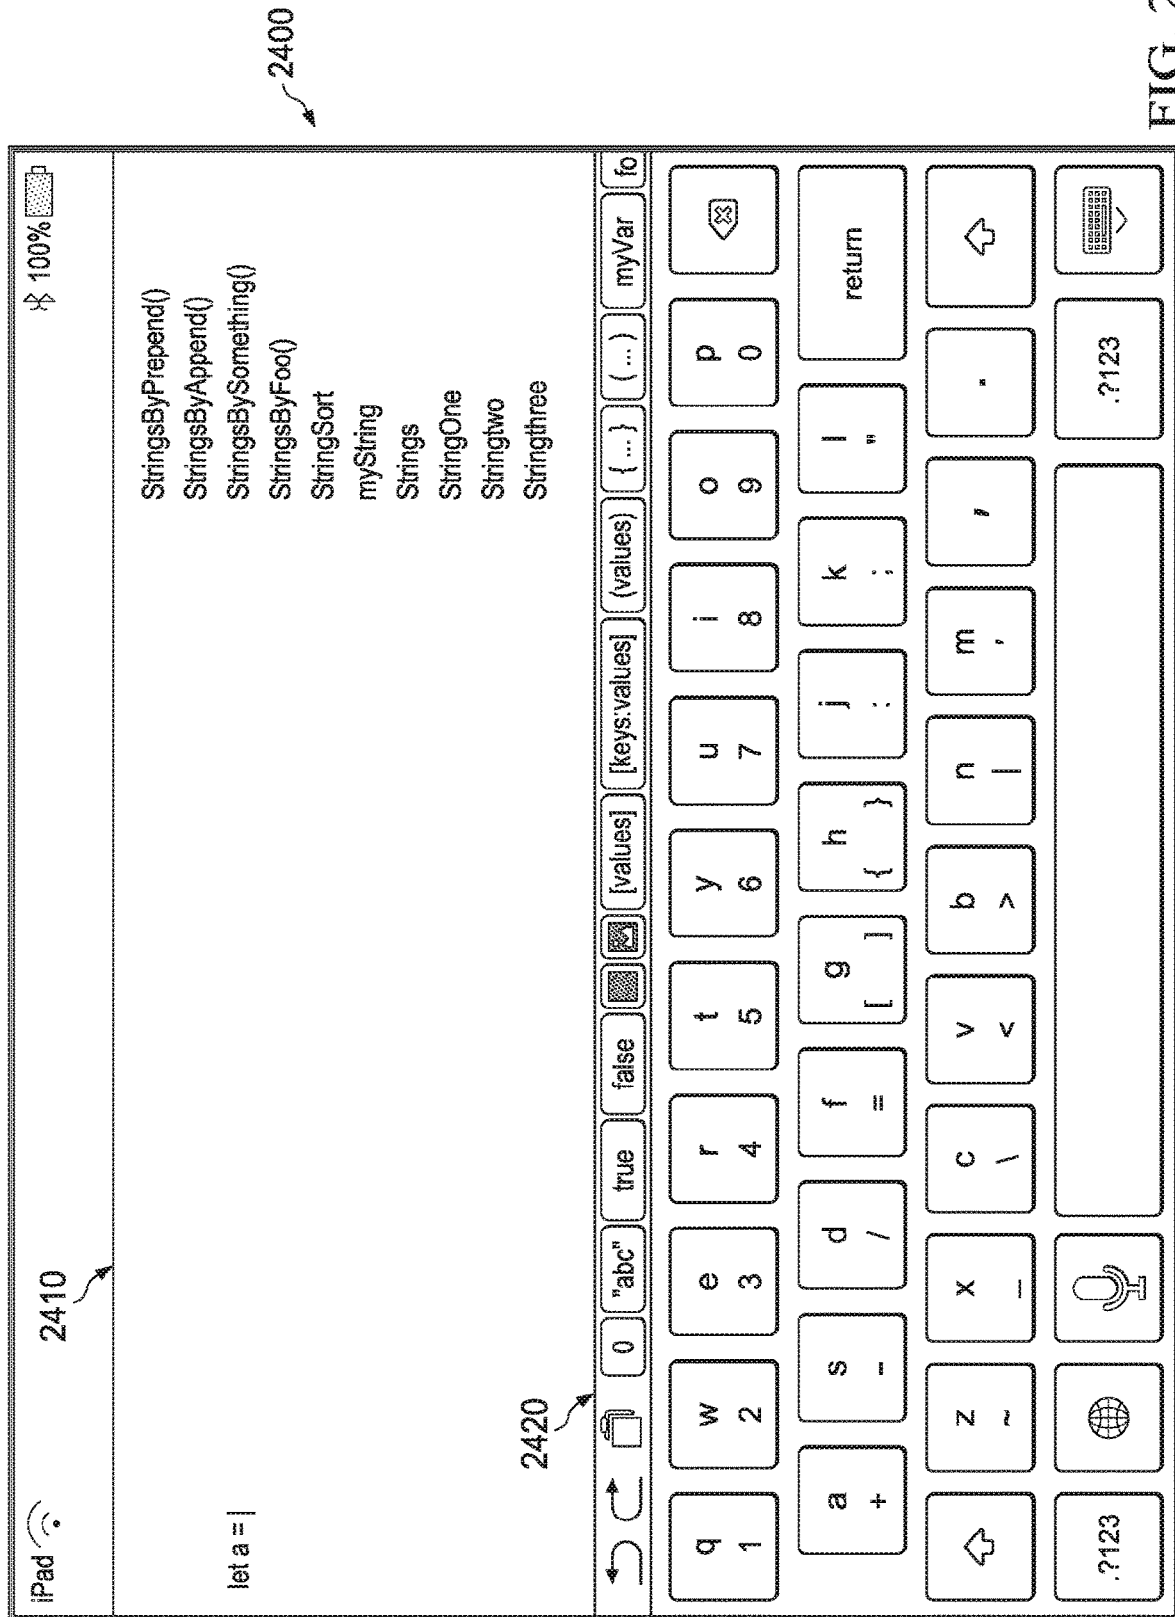 2400
iPad 100%
2410
StringsByPrepend()
StringsByAppend()
StringsBySomething()
StringsByFoo()
StringSort
myString
Strings
StringOne
Stringtwo
Stringthree
let a = |
2420
0 "abc" true false [values] [keys:values] (values) { ... } ( ... ) myVar fo
q w e r t y u i o p
1 2 3 4 5 6 7 8 9 0
a s d f g h j k l return
+ - / = [ ] { } : ; "
z x c v b n m , .
~ _ \ < > | '
.?123 .?123
FIG. 2